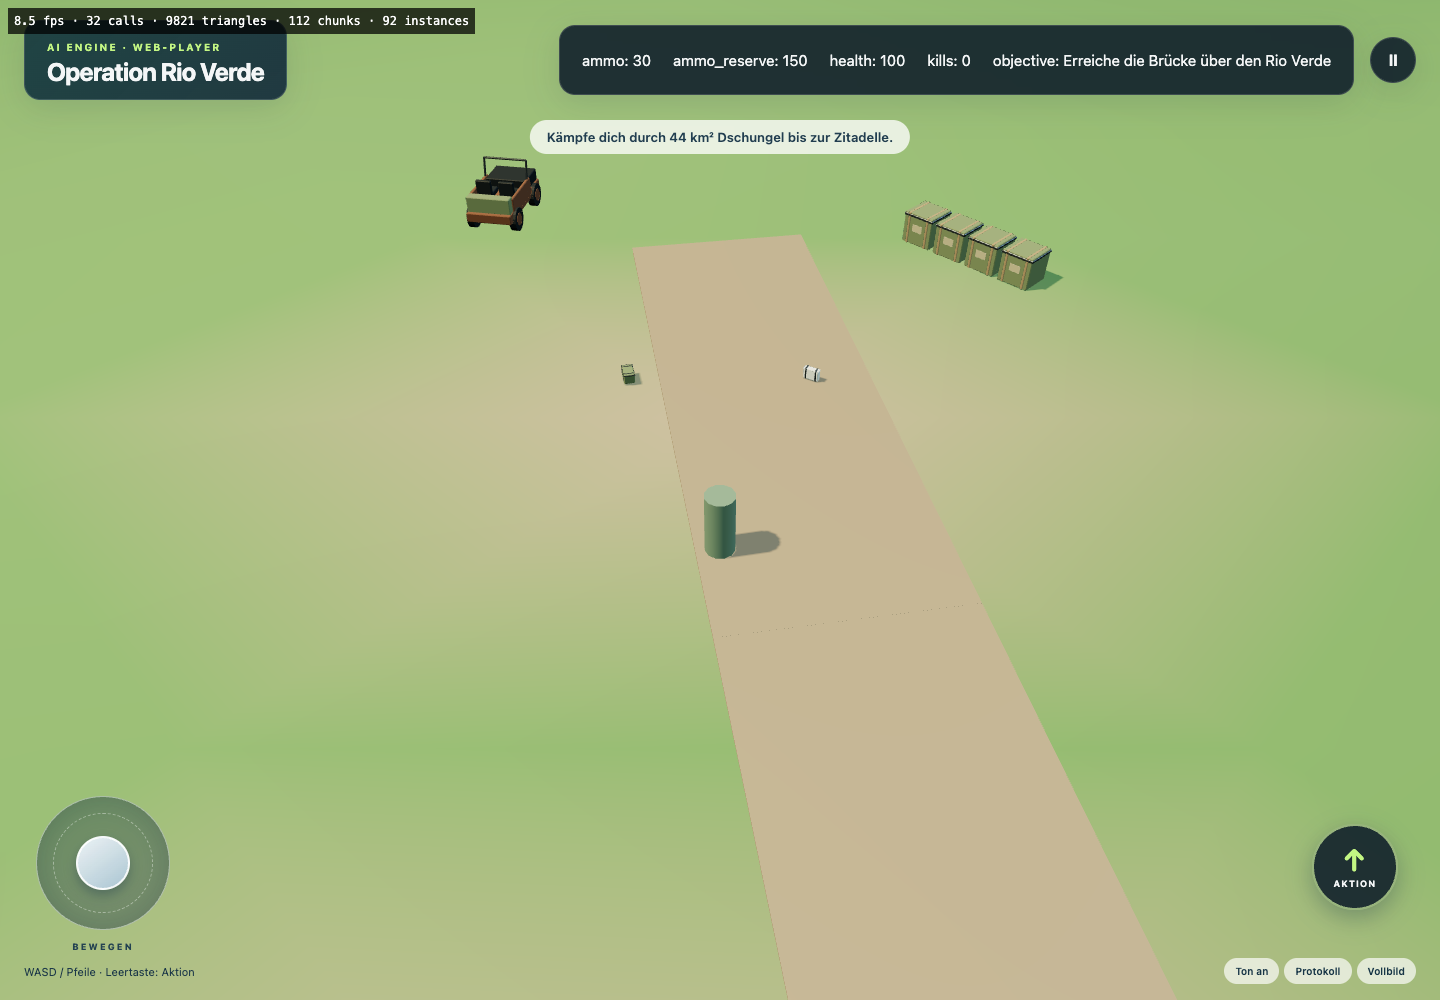 8.5 fps · 32 calls · 9821 triangles · 112 chunks · 92 instances
AI ENGINE · WEB-PLAYER
Operation Rio Verde
ammo: 30 ammo_reserve: 150 health: 100 kills: 0 objective: Erreiche die Brücke über den Rio Verde
Kämpfe dich durch 44 km² Dschungel bis zur Zitadelle.
AKTION
BEWEGEN
WASD / Pfeile · Leertaste: Aktion
Ton an Protokoll Vollbild